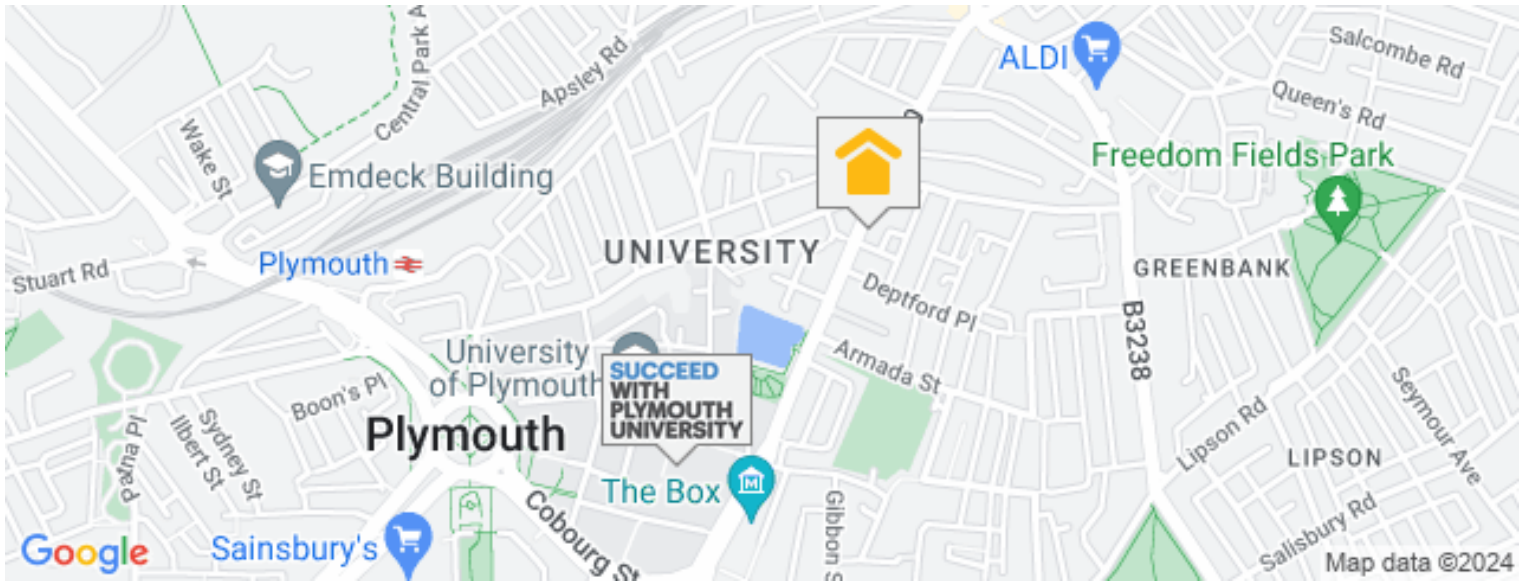 Salcombe Rd
ALDI
Apsley Rd
Central Park A
Queen's Rd
Wake St
Freedom Fields Park
Emdeck Building
UNIVERSITY
Plymouth
Stuart Rd
GREENBANK
Deptford Pl
B3238
University
of Plymouth
Armada St
SUCCEED
WITH
PLYMOUTH
UNIVERSITY
Boon's Pl
Plymouth
Seymour Ave
Sydney St
Ilbert St
Patna Pl
Lipson Rd
LIPSON
The Box
M
Gibbon S
Cobourg St
Sainsbury's
Salisbury Rd
Google
Map data ©2024